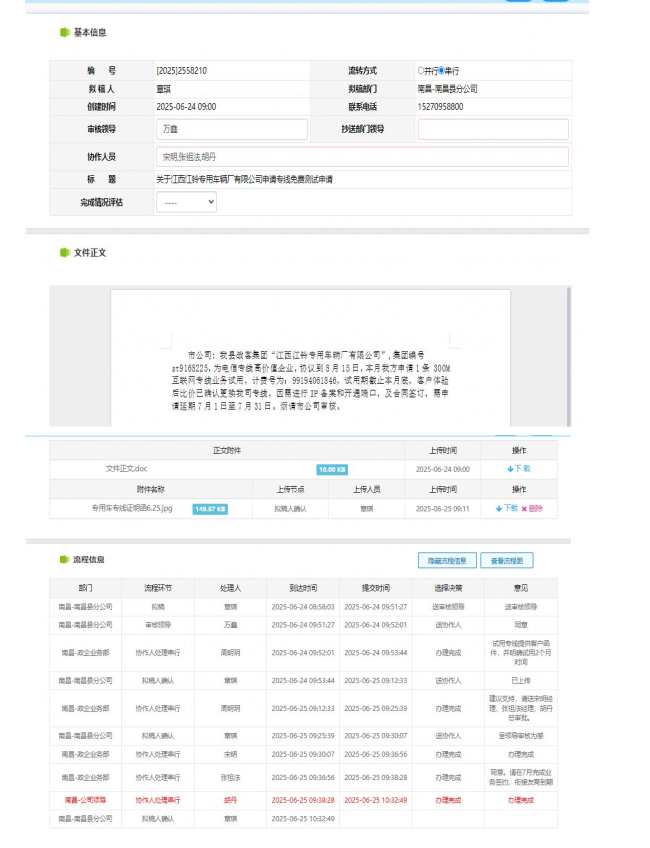 基本信息
编 号 [2025]2558210 流转方式 并行 串行
拟稿人 章琪 拟稿部门 南昌-南昌县分公司
创建时间 2025-06-24 09:00 联系电话 15270958800
审核领导 万鑫 抄送部门领导
协作人员 宋明,张祖法,胡丹
标 题 关于江西江铃专用车辆厂有限公司申请专线免费测试申请
完成情况评估 ----
文件正文
市公司：我县政客集团“江西江铃专用车辆厂有限公司”,集团编号
st9168225,为电信专线高价值企业,协议到8月15日,本月我方申请1条 300M
互联网专线业务试用，计费号为：99194061846，试用期截止本月底，客户体验
后比价已确认更换我司专线，因需进行 IP 备案和开通端口，及合同签订，需申
请延期7月1日至7月31日。烦请市公司审核。
正文附件 上传时间 操作
文件正文.doc 10.00 KB 2025-06-24 09:00 下载
附件名称 上传节点 上传人员 上传时间 操作
专用车专线证明函6.25.jpg 149.87 KB 拟稿人确认 章琪 2025-06-25 09:11 下载 删除
流程信息 隐藏流程信息 查看流程图
部门 流程环节 处理人 到达时间 提交时间 选择决策 意见
南昌-南昌县分公司 拟稿 章琪 2025-06-24 08:58:03 2025-06-24 09:51:27 送审核领导 送审核领导
南昌-南昌县分公司 审核领导 万鑫 2025-06-24 09:51:27 2025-06-24 09:52:01 送协作人 同意
南昌-政企业务部 协作人处理串行 周明玥 2025-06-24 09:52:01 2025-06-24 09:53:44 办理完成 试用专线提供客户函
件，并明确试用2个月
时间
南昌-南昌县分公司 拟稿人确认 章琪 2025-06-24 09:53:44 2025-06-25 09:12:33 送协作人 已上传
南昌-政企业务部 协作人处理串行 周明玥 2025-06-25 09:12:33 2025-06-25 09:25:39 办理完成 建议支持，请送宋明经
理、张祖法经理、胡丹
总审批。
南昌-南昌县分公司 拟稿人确认 章琪 2025-06-25 09:25:39 2025-06-25 09:30:07 送协作人 呈领导审核为感
南昌-政企业务部 协作人处理串行 宋明 2025-06-25 09:30:07 2025-06-25 09:36:56 办理完成 办理完成
南昌-政企业务部 协作人处理串行 张祖法 2025-06-25 09:36:56 2025-06-25 09:38:28 办理完成 同意。请在7月完成业
务签约，衔接友商到期
南昌-公司领导 协作人处理串行 胡丹 2025-06-25 09:38:28 2025-06-25 10:32:49 办理完成 办理完成
南昌-南昌县分公司 拟稿人确认 章琪 2025-06-25 10:32:49